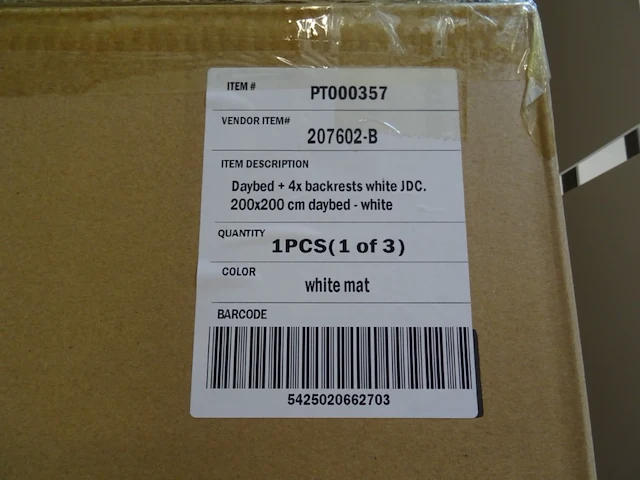 ITEM #
PT000357
VENDOR ITEM#
207602-B
ITEM DESCRIPTION
Daybed + 4x backrests white JDC.
200x200 cm daybed - white
QUANTITY
1PCS(1 of 3)
COLOR
white mat
BARCODE
5425020662703